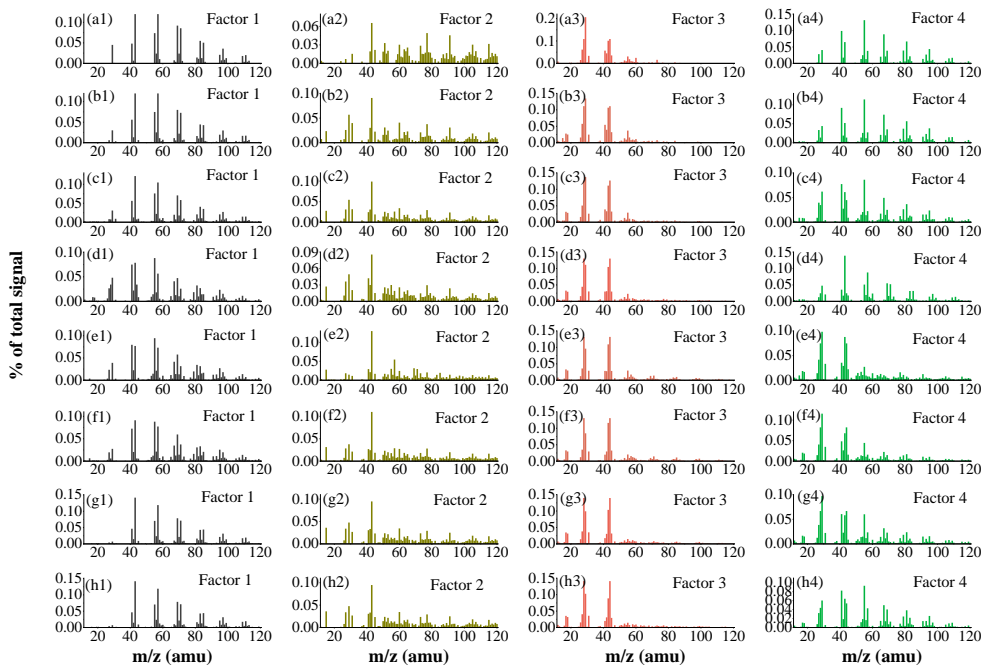 % of total signal
(a1) Factor 1
0.10
0.05
0.00
20 40 60 80 100 120
(a2) Factor 2
0.06
0.03
0.00
20 40 60 80 100 120
(a3) Factor 3
0.2
0.1
0.0
20 40 60 80 100 120
(a4) Factor 4
0.15
0.10
0.05
0.00
20 40 60 80 100 120
(b1) Factor 1
0.10
0.05
0.00
20 40 60 80 100 120
(b2) Factor 2
0.10
0.05
0.00
20 40 60 80 100 120
(b3) Factor 3
0.15
0.10
0.05
0.00
20 40 60 80 100 120
(b4) Factor 4
0.10
0.05
0.00
20 40 60 80 100 120
(c1) Factor 1
0.10
0.05
0.00
20 40 60 80 100 120
(c2) Factor 2
0.10
0.05
0.00
20 40 60 80 100 120
(c3) Factor 3
0.15
0.10
0.05
0.00
20 40 60 80 100 120
(c4) Factor 4
0.10
0.05
0.00
20 40 60 80 100 120
(d1) Factor 1
0.10
0.05
0.00
20 40 60 80 100 120
(d2) Factor 2
0.09
0.06
0.03
0.00
20 40 60 80 100 120
(d3) Factor 3
0.15
0.10
0.05
0.00
20 40 60 80 100 120
(d4) Factor 4
0.15
0.10
0.05
0.00
20 40 60 80 100 120
(e1) Factor 1
0.10
0.05
0.00
20 40 60 80 100 120
(e2) Factor 2
0.10
0.05
0.00
20 40 60 80 100 120
(e3) Factor 3
0.15
0.10
0.05
0.00
20 40 60 80 100 120
(e4) Factor 4
0.10
0.05
0.00
20 40 60 80 100 120
(f1) Factor 1
0.10
0.05
0.00
20 40 60 80 100 120
(f2) Factor 2
0.10
0.05
0.00
20 40 60 80 100 120
(f3) Factor 3
0.15
0.10
0.05
0.00
20 40 60 80 100 120
(f4) Factor 4
0.10
0.05
0.00
20 40 60 80 100 120
(g1) Factor 1
0.15
0.10
0.05
0.00
20 40 60 80 100 120
(g2) Factor 2
0.10
0.05
0.00
20 40 60 80 100 120
(g3) Factor 3
0.15
0.10
0.05
0.00
20 40 60 80 100 120
(g4) Factor 4
0.10
0.05
0.00
20 40 60 80 100 120
(h1) Factor 1
0.15
0.10
0.05
0.00
20 40 60 80 100 120
(h2) Factor 2
0.10
0.05
0.00
20 40 60 80 100 120
(h3) Factor 3
0.15
0.10
0.05
0.00
20 40 60 80 100 120
(h4) Factor 4
0.10
0.08
0.06
0.04
0.02
0.00
20 40 60 80 100 120
m/z (amu) m/z (amu) m/z (amu) m/z (amu)